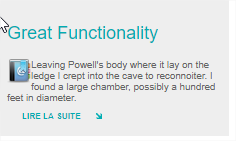 Great Functionality
Leaving Powell's body where it lay on the
ledge I crept into the cave to reconnoiter. I
found a large chamber, possibly a hundred
feet in diameter.
LIRE LA SUITE